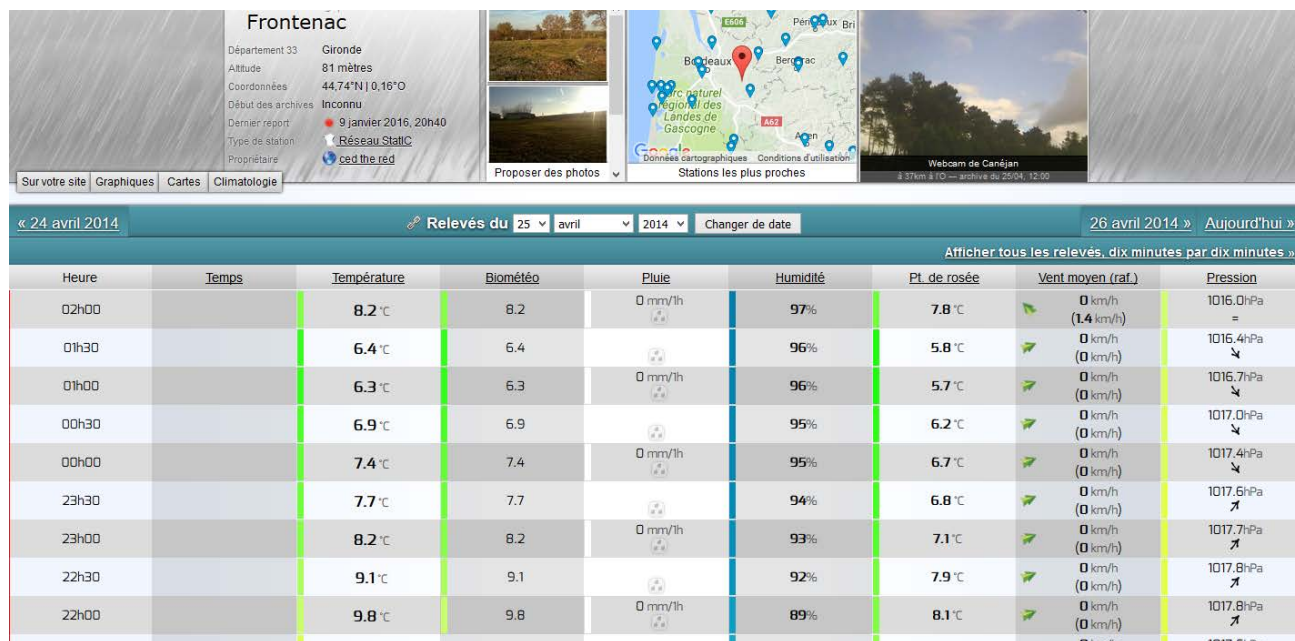 Frontenac
Département 33 Gironde
Altitude 81 mètres
Coordonnées 44,74°N | 0,16°O
Début des archives Inconnu
Dernier report 9 janvier 2016, 20h40
Type de station Réseau StatIC
Propriétaire ced the red
Proposer des photos
E606
Bordeaux
Bergerac
Parc naturel
régional des
Landes de
Gascogne
A62
Agen
Google
Données cartographiques Conditions d'utilisation
Stations les plus proches
Webcam de Canéjan
à 37km à l'O — archive du 25/04, 12:00
Sur votre site Graphiques Cartes Climatologie
« 24 avril 2014 Relevés du 25 avril 2014 Changer de date 26 avril 2014 » Aujourd'hui »
Afficher tous les relevés, dix minutes par dix minutes »
Heure Temps Température Biométéo Pluie Humidité Pt. de rosée Vent moyen (raf.) Pression
02h00 8.2 °C 8.2 0 mm/1h 97% 7.8 °C 0 km/h (1.4 km/h) 1016.0hPa =
01h30 6.4 °C 6.4 96% 5.8 °C 0 km/h (0 km/h) 1016.4hPa
01h00 6.3 °C 6.3 0 mm/1h 96% 5.7 °C 0 km/h (0 km/h) 1016.7hPa
00h30 6.9 °C 6.9 95% 6.2 °C 0 km/h (0 km/h) 1017.0hPa
00h00 7.4 °C 7.4 0 mm/1h 95% 6.7 °C 0 km/h (0 km/h) 1017.4hPa
23h30 7.7 °C 7.7 94% 6.8 °C 0 km/h (0 km/h) 1017.6hPa
23h00 8.2 °C 8.2 0 mm/1h 93% 7.1 °C 0 km/h (0 km/h) 1017.7hPa
22h30 9.1 °C 9.1 92% 7.9 °C 0 km/h (0 km/h) 1017.8hPa
22h00 9.8 °C 9.8 0 mm/1h 89% 8.1 °C 0 km/h (0 km/h) 1017.8hPa